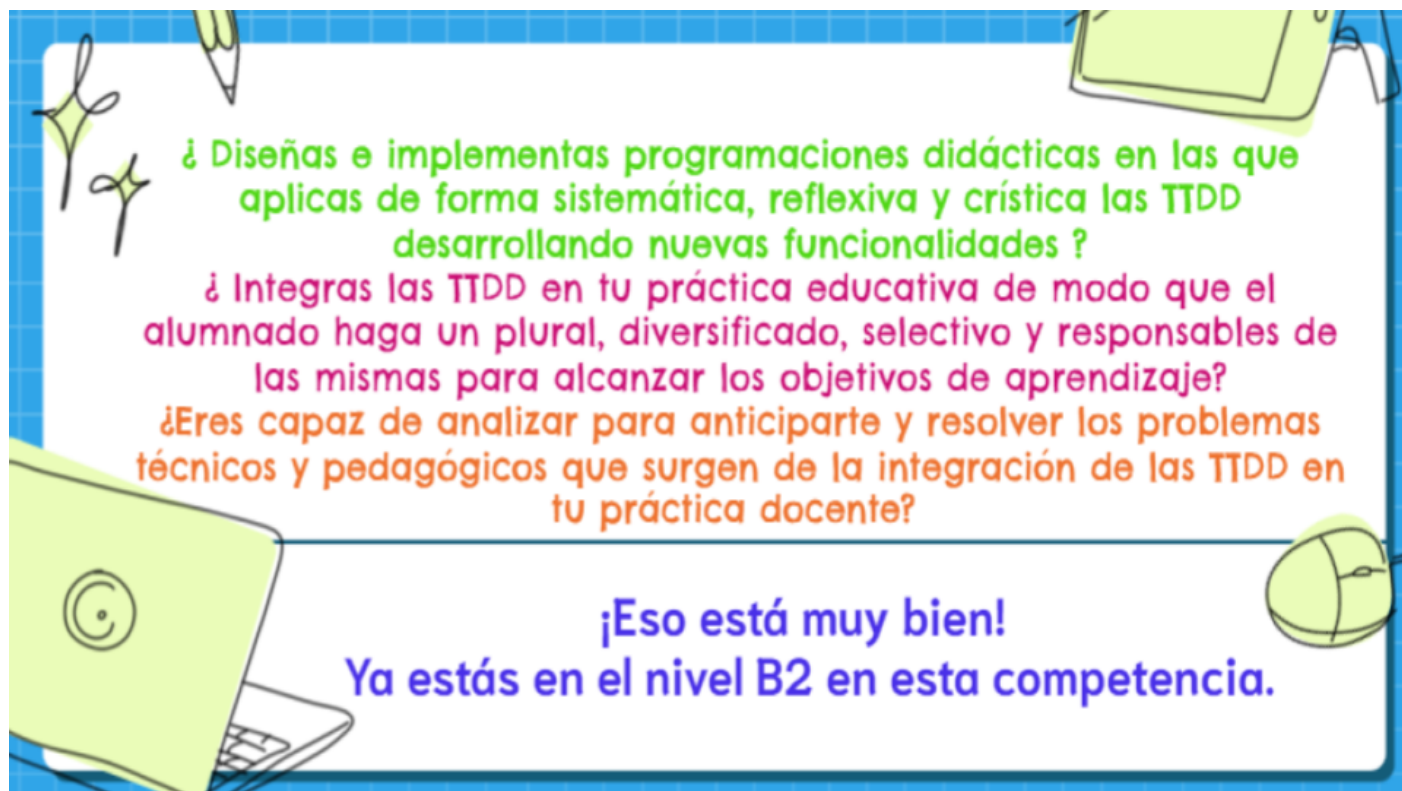 ¿ Diseñas e implementas programaciones didácticas en las que
aplicas de forma sistemática, reflexiva y crística las TTDD
desarrollando nuevas funcionalidades ?
¿ Integras las TTDD en tu práctica educativa de modo que el
alumnado haga un plural, diversificado, selectivo y responsables de
las mismas para alcanzar los objetivos de aprendizaje?
¿Eres capaz de analizar para anticiparte y resolver los problemas
técnicos y pedagógicos que surgen de la integración de las TTDD en
tu práctica docente?
¡Eso está muy bien!
Ya estás en el nivel B2 en esta competencia.